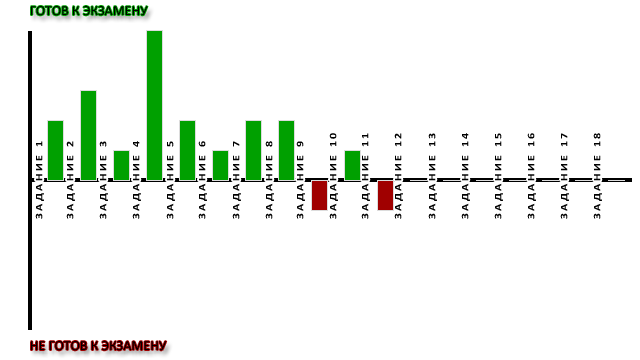 ГОТОВ К ЭКЗАМЕНУ
ЗАДАНИЕ 1
ЗАДАНИЕ 2
ЗАДАНИЕ 3
ЗАДАНИЕ 4
ЗАДАНИЕ 5
ЗАДАНИЕ 6
ЗАДАНИЕ 7
ЗАДАНИЕ 8
ЗАДАНИЕ 9
ЗАДАНИЕ 10
ЗАДАНИЕ 11
ЗАДАНИЕ 12
ЗАДАНИЕ 13
ЗАДАНИЕ 14
ЗАДАНИЕ 15
ЗАДАНИЕ 16
ЗАДАНИЕ 17
ЗАДАНИЕ 18
НЕ ГОТОВ К ЭКЗАМЕНУ